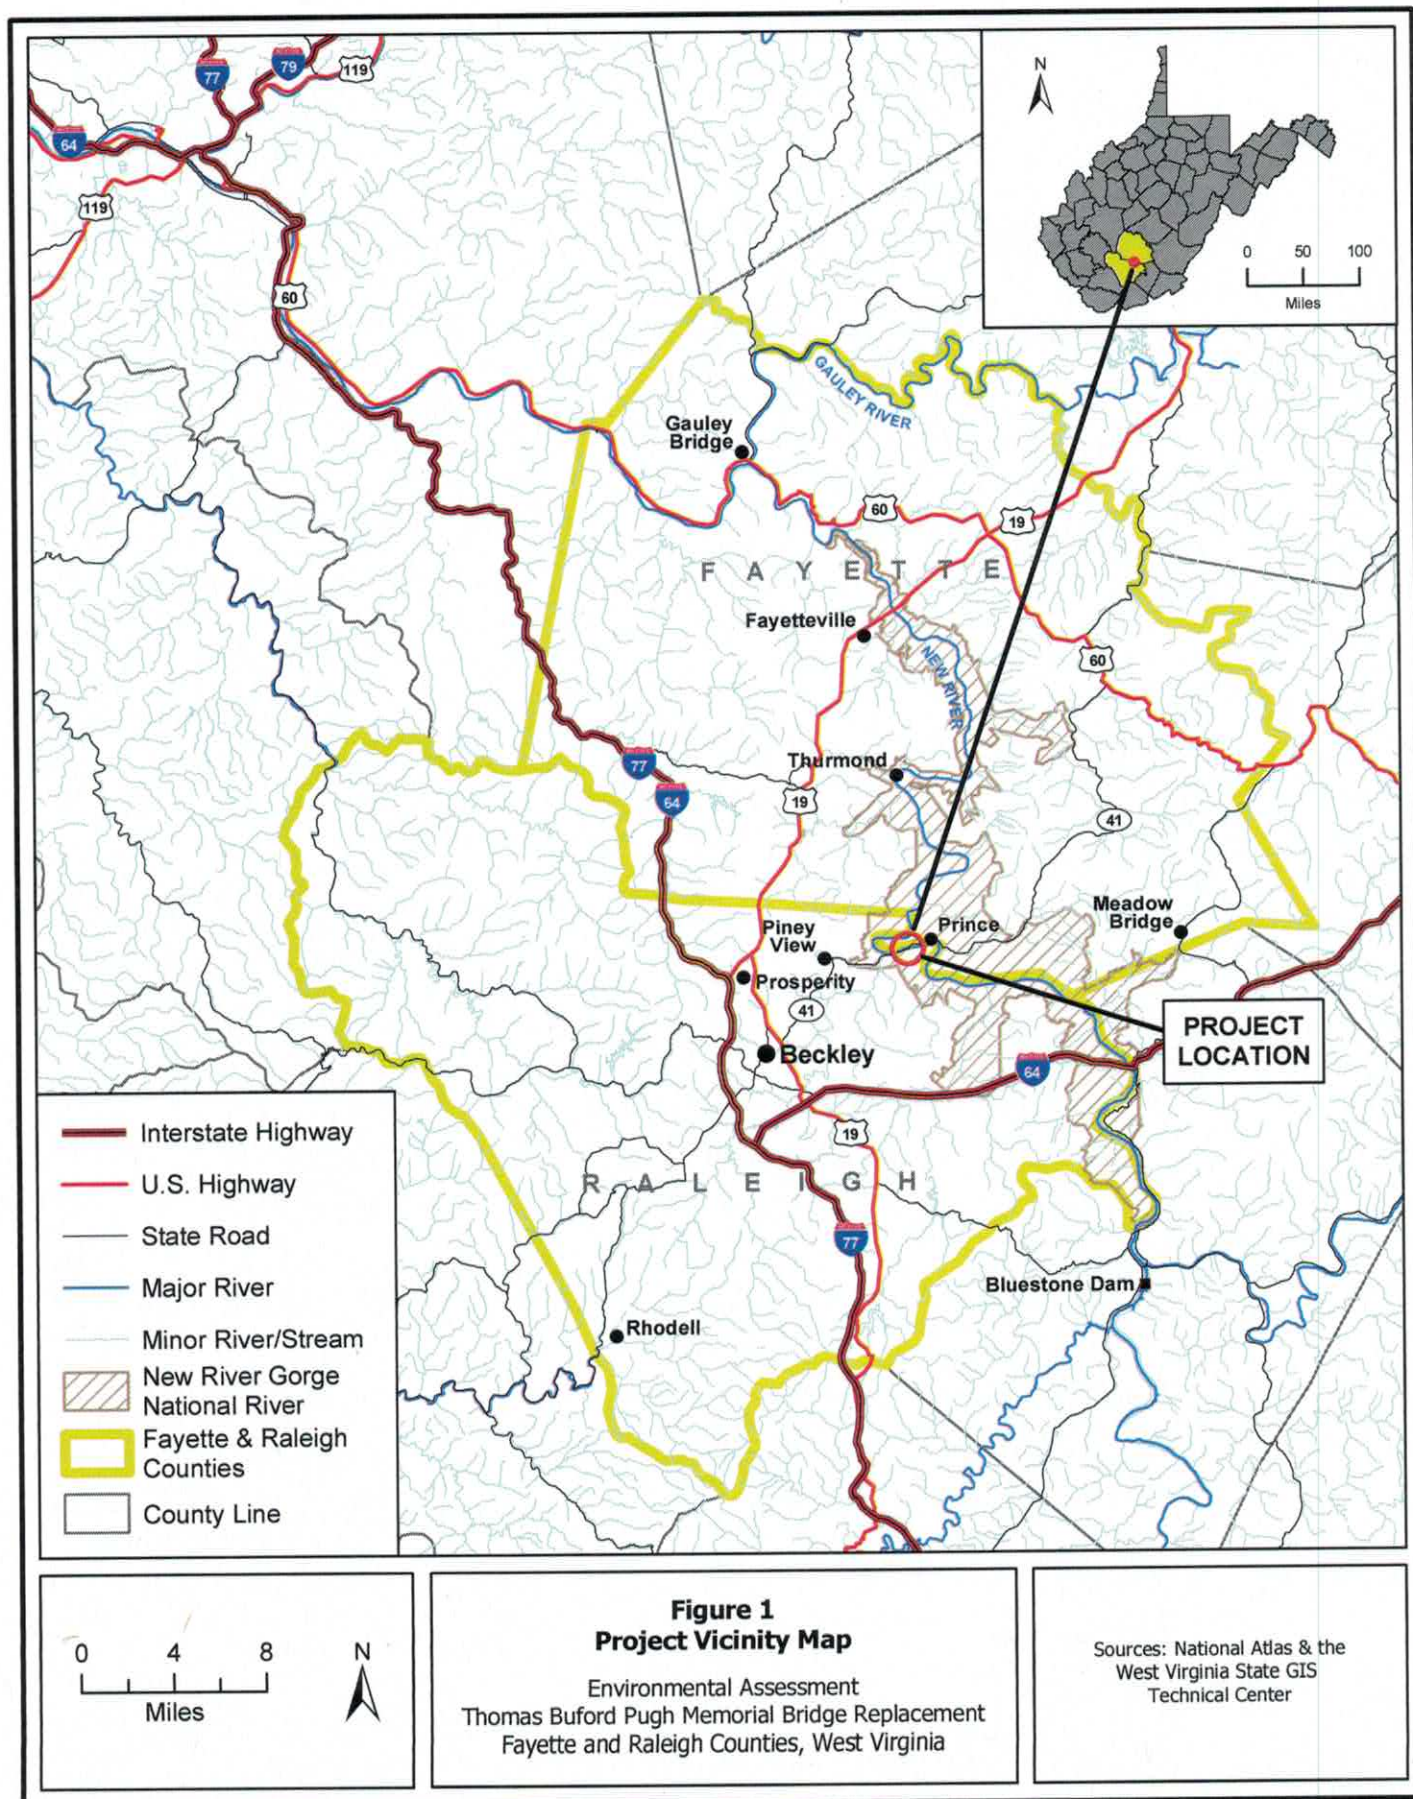 77
79
119
64
119
60
N
0 50 100
Miles
GAULEY RIVER
Gauley
Bridge
60
19
FAYETTE
Fayetteville
NEW RIVER
60
Thurmond
77
64
19
41
Meadow
Bridge
Prince
Piney
View
Prosperity
41
PROJECT
LOCATION
Beckley
64
19
RALEIGH
77
Bluestone Dam
Rhodell
Interstate Highway
U.S. Highway
State Road
Major River
Minor River/Stream
New River Gorge
National River
Fayette & Raleigh
Counties
County Line
0 4 8
Miles
N
Figure 1
Project Vicinity Map
Environmental Assessment
Thomas Buford Pugh Memorial Bridge Replacement
Fayette and Raleigh Counties, West Virginia
Sources: National Atlas & the
West Virginia State GIS
Technical Center